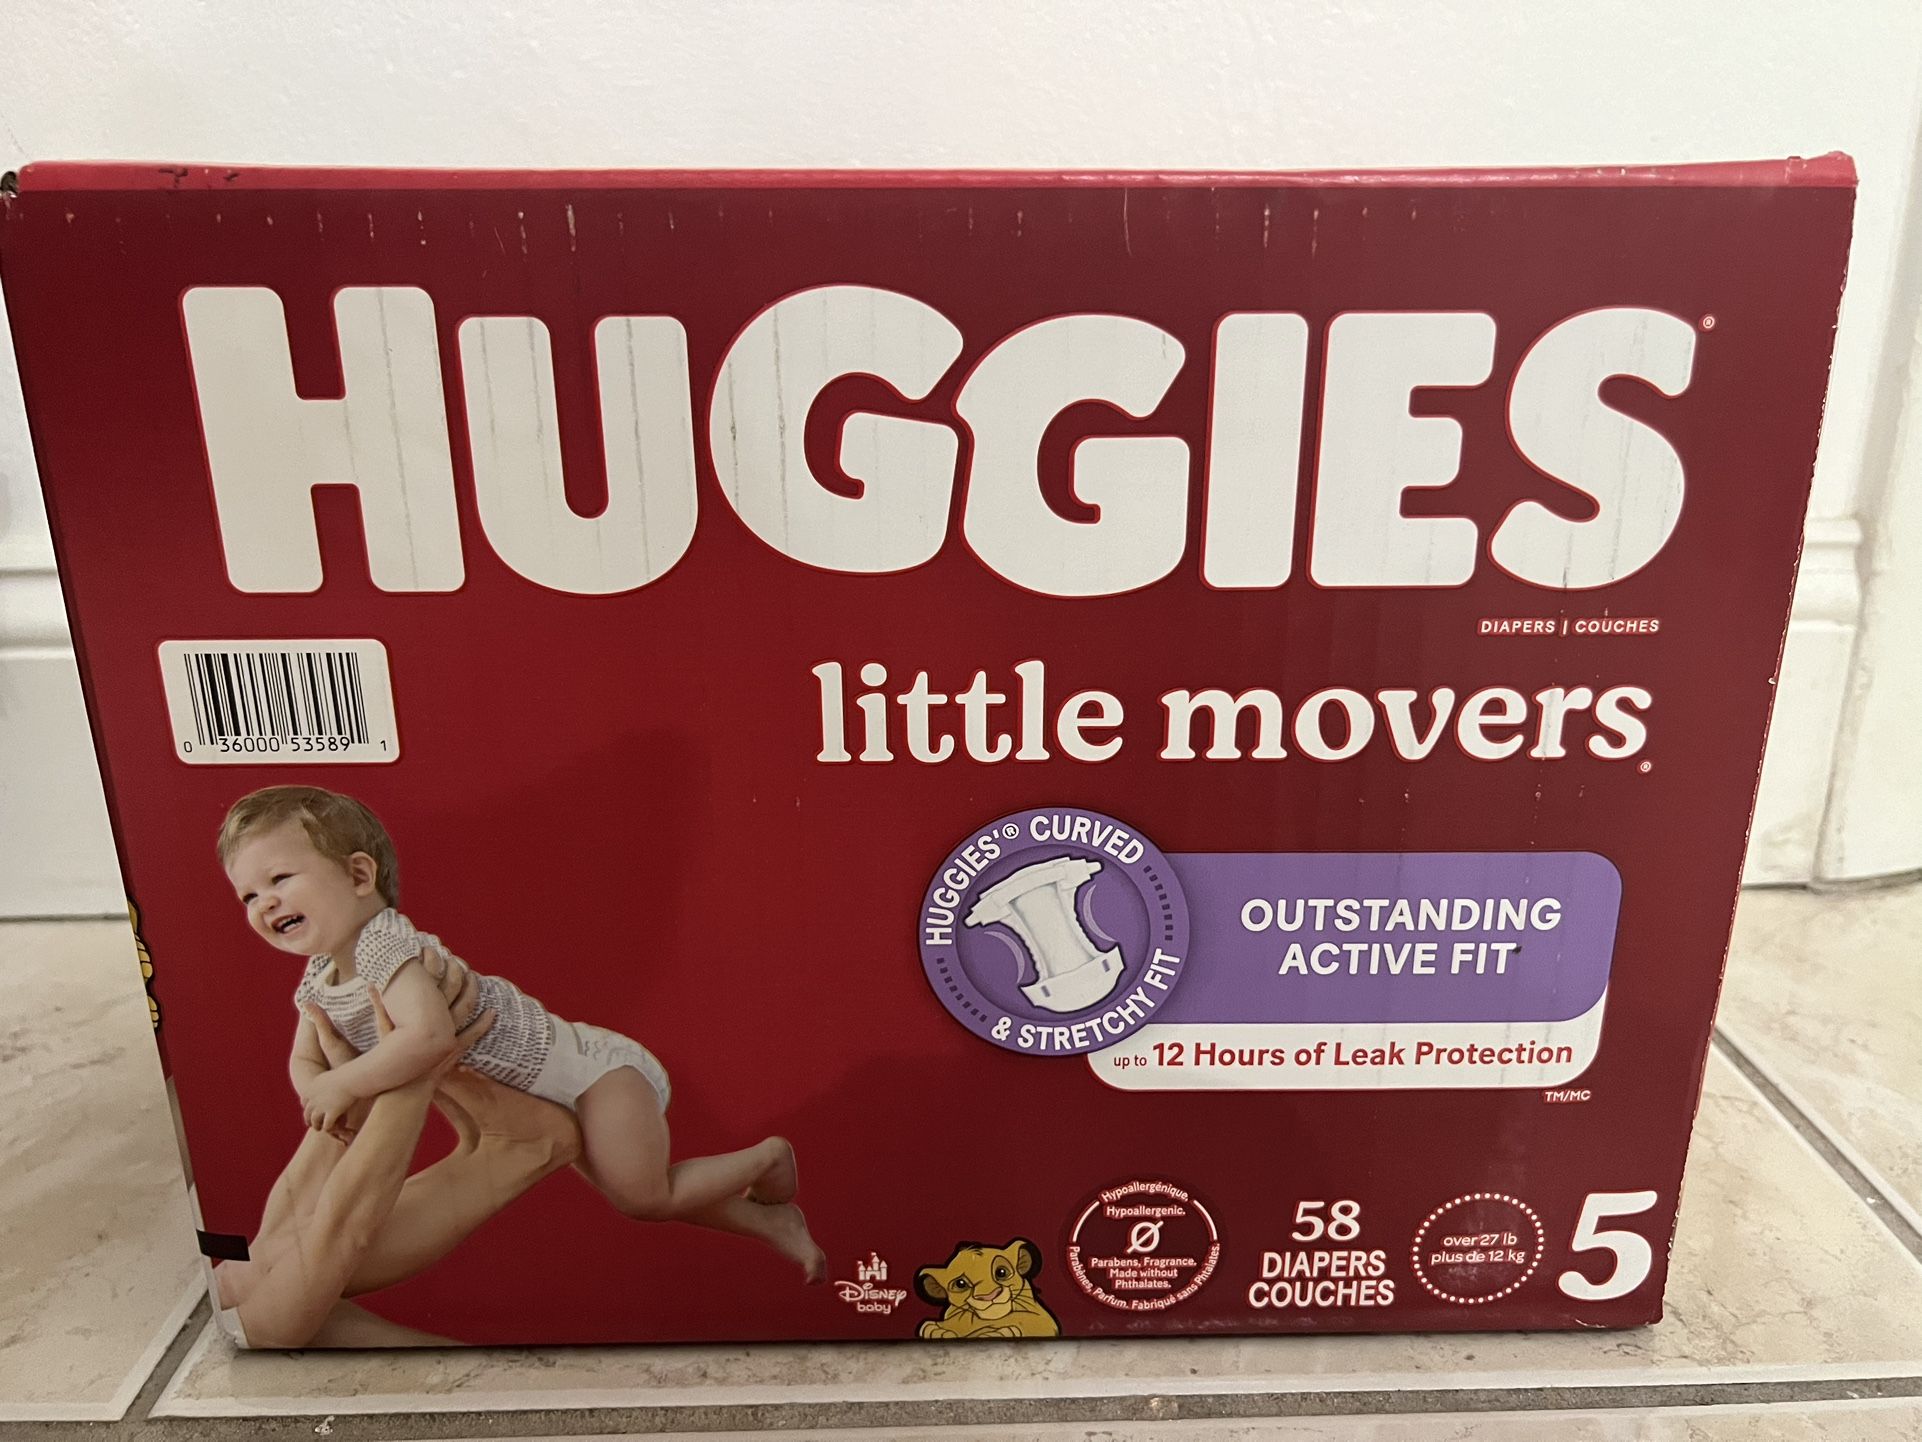 HUGGIES®
DIAPERS | COUCHES
0 36000 53589 1
little movers®
HUGGIES'® CURVED
& STRETCHY FIT
OUTSTANDING
ACTIVE FIT
up to 12 Hours of Leak Protection
TM/MC
Disney
baby
Hypoallergénique.
Hypoallergenic.
Parabens, Fragrance.
Made without
Phthalates.
Parabènes, Parfum. Fabriqué sans Phtalates.
58
DIAPERS
COUCHES
over 27 lb
plus de 12 kg
5